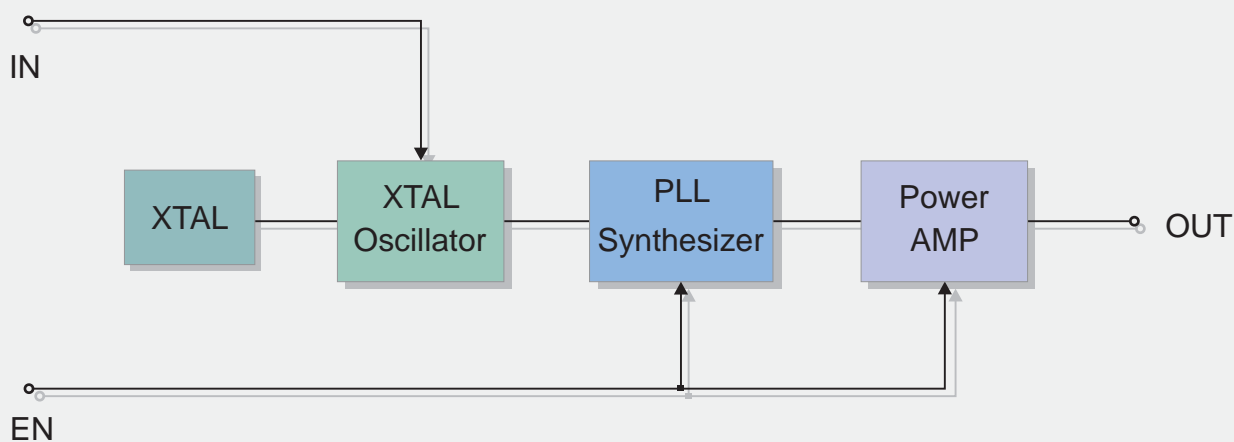 IN
XTAL
XTAL
Oscillator
PLL
Synthesizer
Power
AMP
OUT
EN